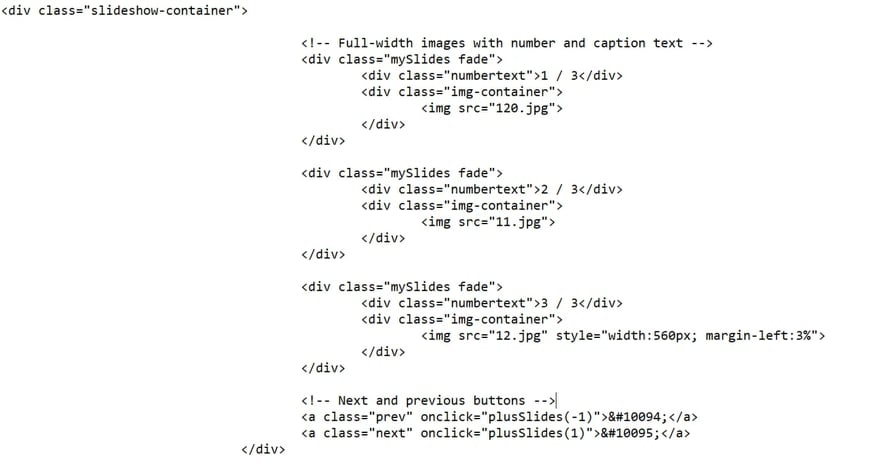 <div class="slideshow-container">
<!-- Full-width images with number and caption text -->
<div class="mySlides fade">
<div class="numbertext">1 / 3</div>
<div class="img-container">
<img src="120.jpg">
</div>
</div>
<div class="mySlides fade">
<div class="numbertext">2 / 3</div>
<div class="img-container">
<img src="11.jpg">
</div>
</div>
<div class="mySlides fade">
<div class="numbertext">3 / 3</div>
<div class="img-container">
<img src="12.jpg" style="width:560px; margin-left:3%">
</div>
</div>
<!-- Next and previous buttons -->
<a class="prev" onclick="plusSlides(-1)">&#10094;</a>
<a class="next" onclick="plusSlides(1)">&#10095;</a>
</div>